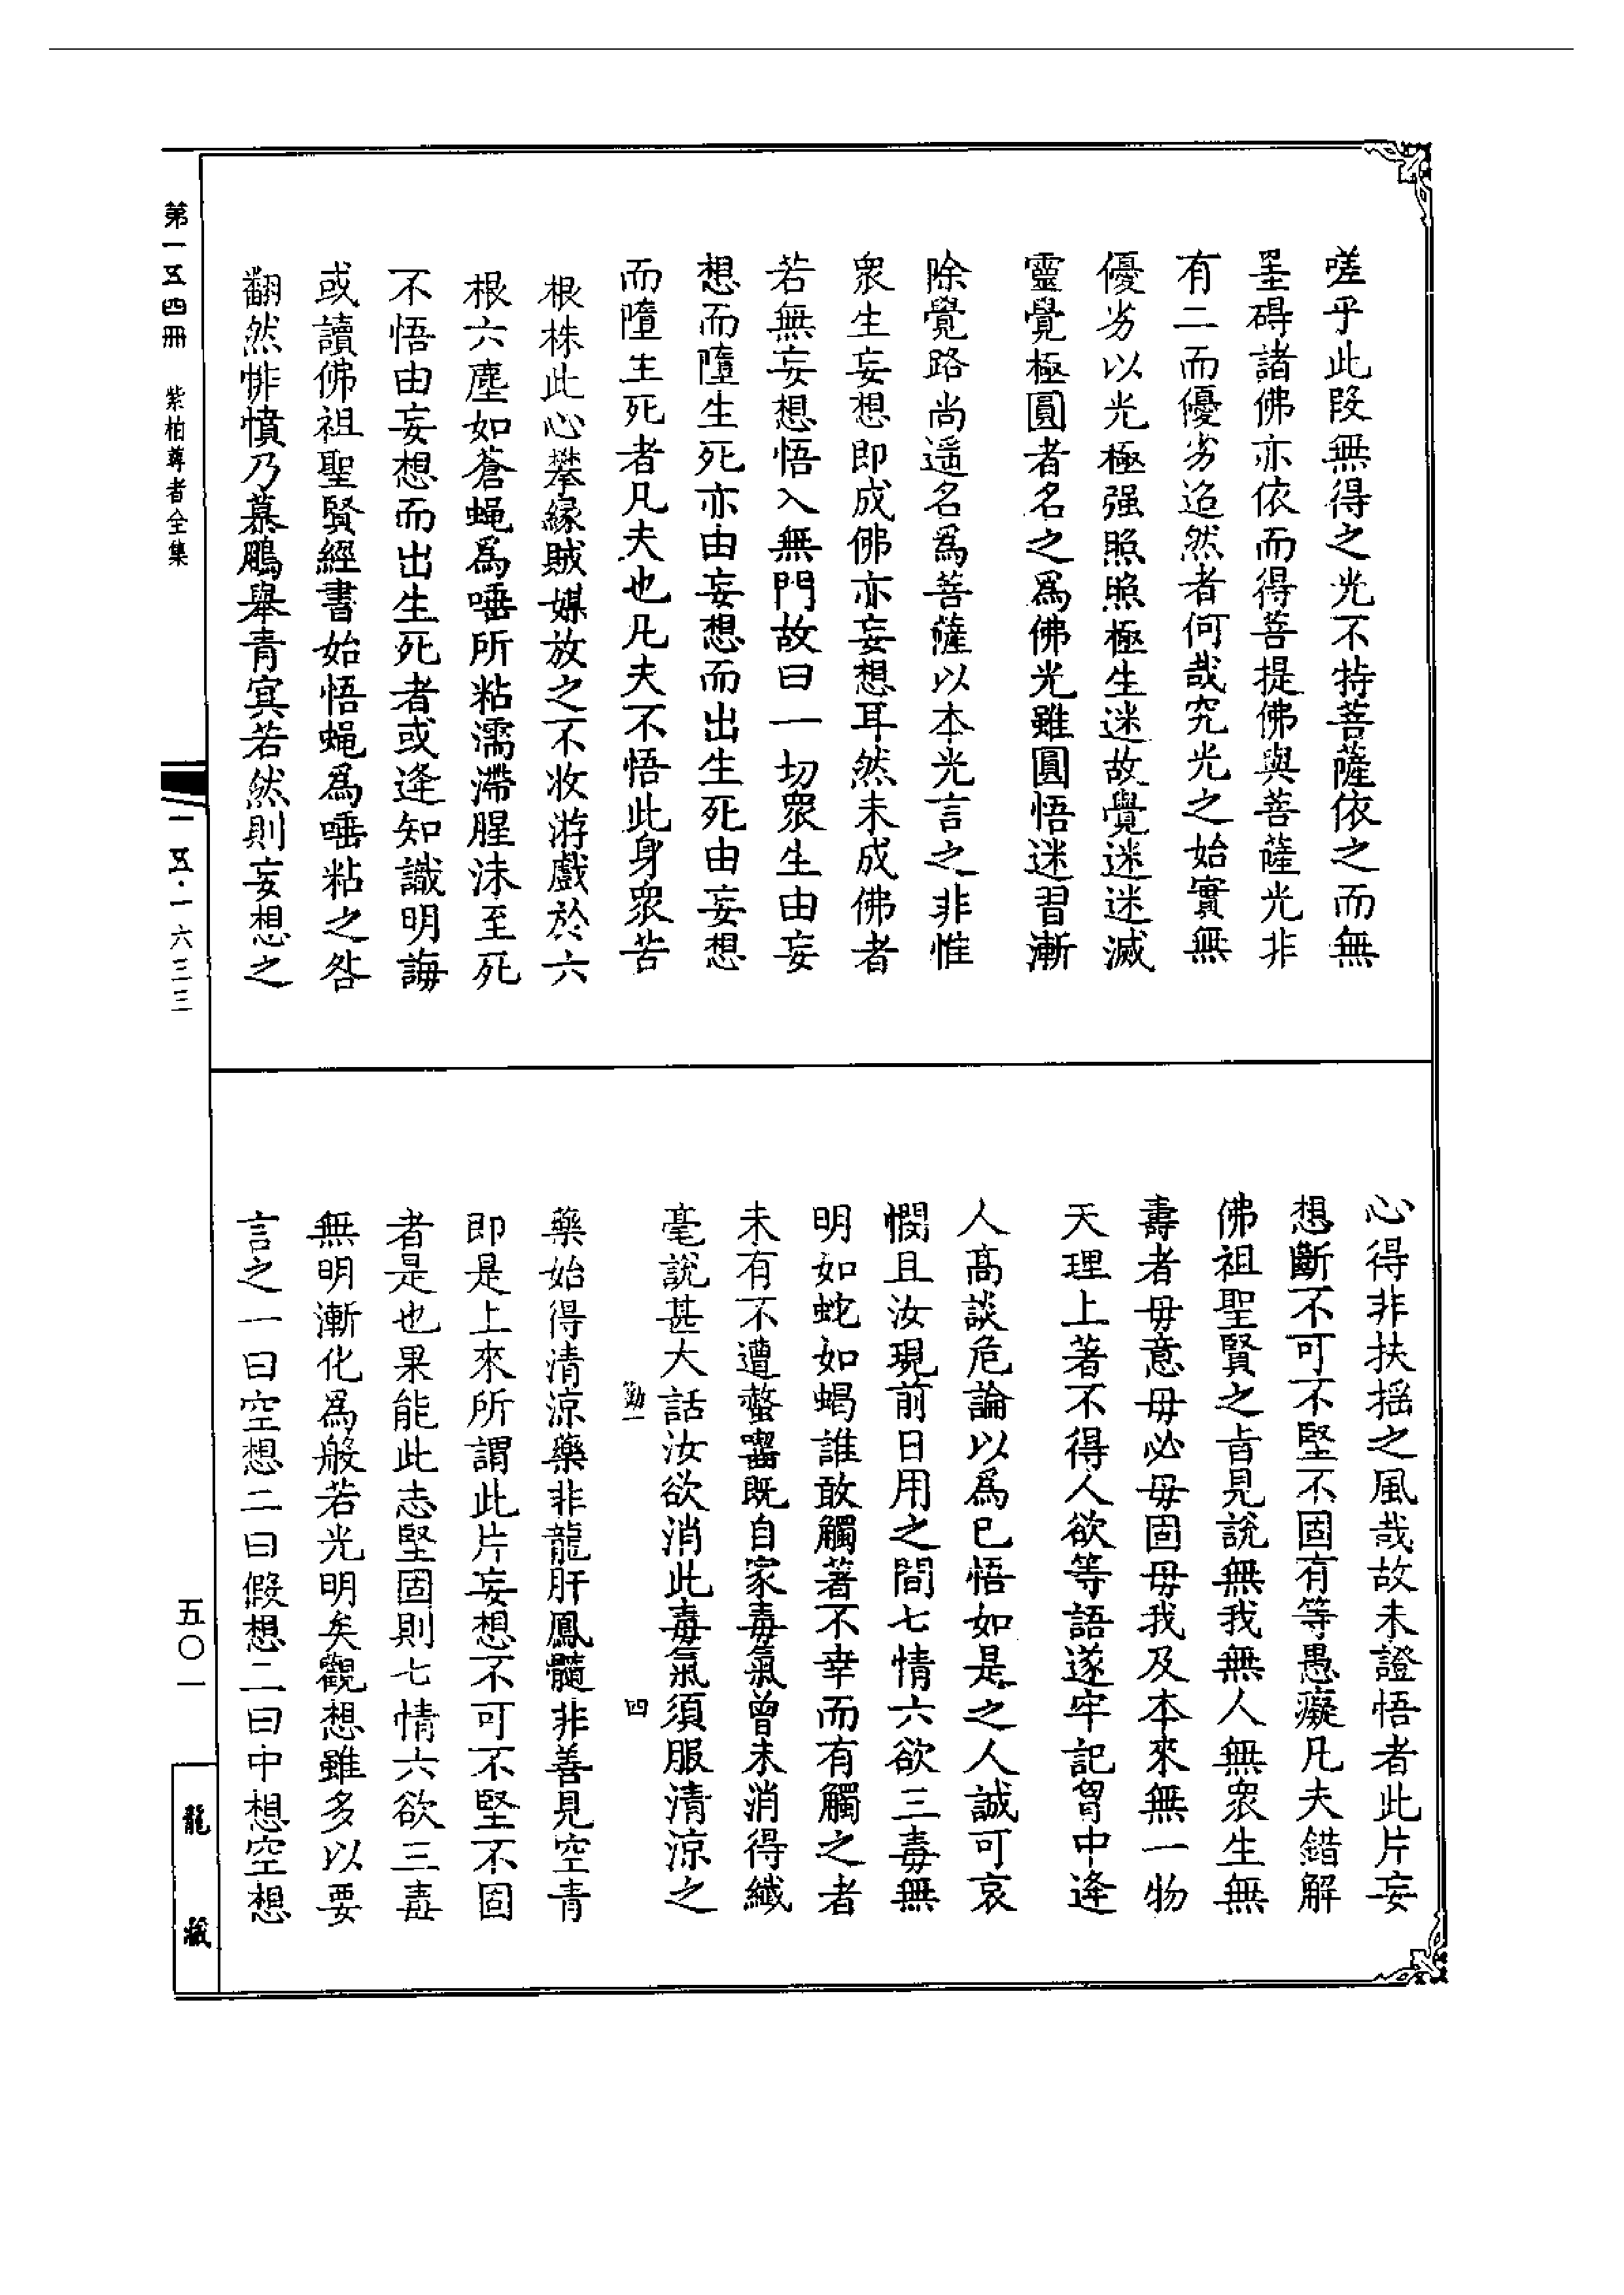 嗟乎此段無得之光不特菩薩依之而無
罣碍諸佛亦依而得菩提佛與菩薩光非
有二而優劣迢然者何哉究光之始實無
優劣以光極强照照極生迷故覺迷迷滅
靈覺極圓者名之爲佛光雖圓悟迷習漸
除覺路尚遥名爲菩薩以本光言之非惟
衆生妄想即成佛亦妄想耳然未成佛者
若無妄想悟入無門故曰一切衆生由妄
想而墮生死亦由妄想而出生死由妄想
而墮生死者凡夫也凡夫不悟此身衆苦
根株此心攀緣賊媒放之不收游戲於六
根六塵如蒼蝇爲唾所粘濡滯腥沫至死
不悟由妄想而出生死者或逢知識明誨
或讀佛祖聖賢經書始悟蝇爲唾粘之咎
翻然悱憤乃慕鵬舉青冥若然則妄想之
心得非扶摇之風哉故未證悟者此片妄
想斷不可不堅不固有等愚癡凡夫錯解
佛祖聖賢之旨見說無我無人無衆生無
壽者毋意毋必毋固毋我及本來無一物
天理上著不得人欲等語遂牢記胷中逢
人高談危論以爲已悟如是之人誠可哀
憫且汝現前日用之間七情六欲三毒無
明如蛇如蝎誰敢觸著不幸而有觸之者
未有不遭螫嚙既自家毒氣曾未消得纖
毫說甚大話汝欲消此毒氣須服清涼之
勤一 四
藥始得清涼藥非龍肝鳳髓非善見空青
即是上來所謂此片妄想不可不堅不固
者是也果能此志堅固則七情六欲三毒
無明漸化爲般若光明矣觀想雖多以要
言之一曰空想二曰假想三曰中想空想
第一五四冊 紫柏尊者全集
一五·一六三三
五〇一
龍藏